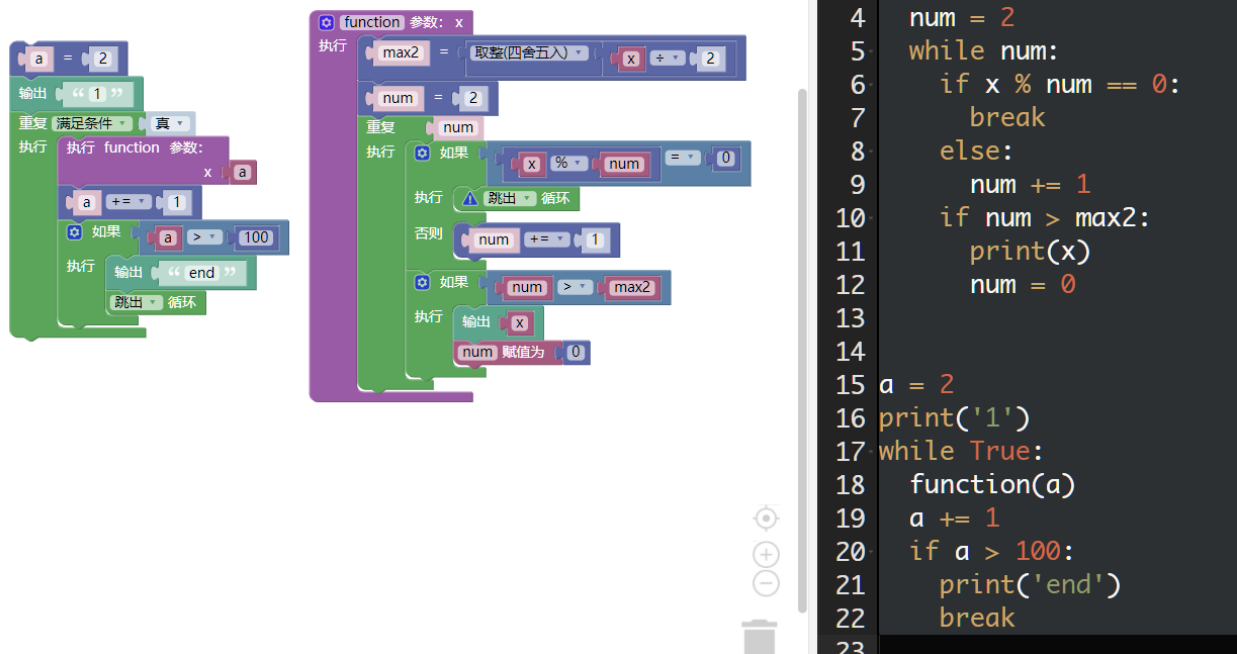 a = 2
输出 “ 1 ”
重复 满足条件 真
执行 执行 function 参数:
x a
a += 1
如果 a > 100
执行 输出 “ end ”
跳出 循环
function 参数: x
执行 max2 = 取整(四舍五入) x ÷ 2
num = 2
重复 num
执行 如果 x % num = 0
执行 跳出 循环
否则 num += 1
如果 num > max2
执行 输出 x
num 赋值为 0
4 num = 2
5 while num:
6 if x % num == 0:
7 break
8 else:
9 num += 1
10 if num > max2:
11 print(x)
12 num = 0
13
14
15 a = 2
16 print('1')
17 while True:
18 function(a)
19 a += 1
20 if a > 100:
21 print('end')
22 break
23